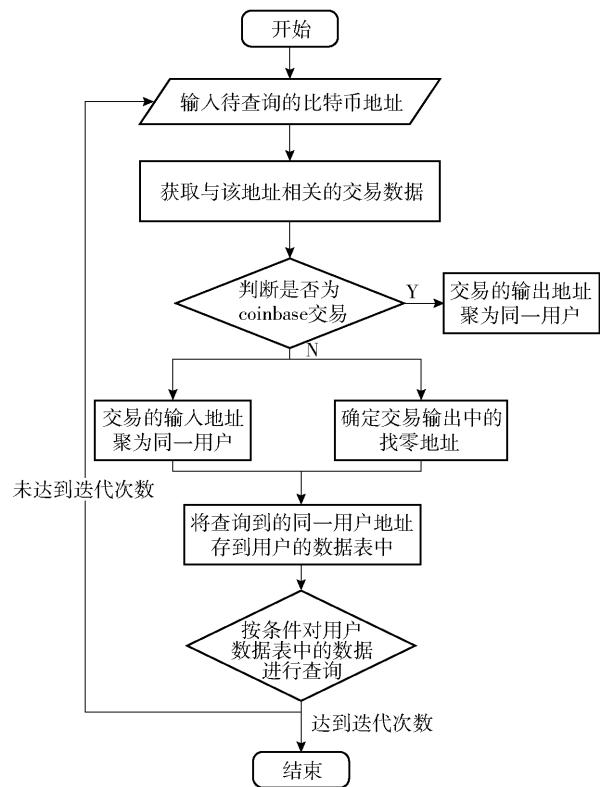 开始
输入待查询的比特币地址
获取与该地址相关的交易数据
判断是否为
coinbase交易
Y
交易的输出地址
聚为同一用户
N
交易的输入地址
聚为同一用户
确定交易输出中的
找零地址
未达到迭代次数
将查询到的同一用户地址
存到用户的数据表中
按条件对用户
数据表中的数据
进行查询
达到迭代次数
结束